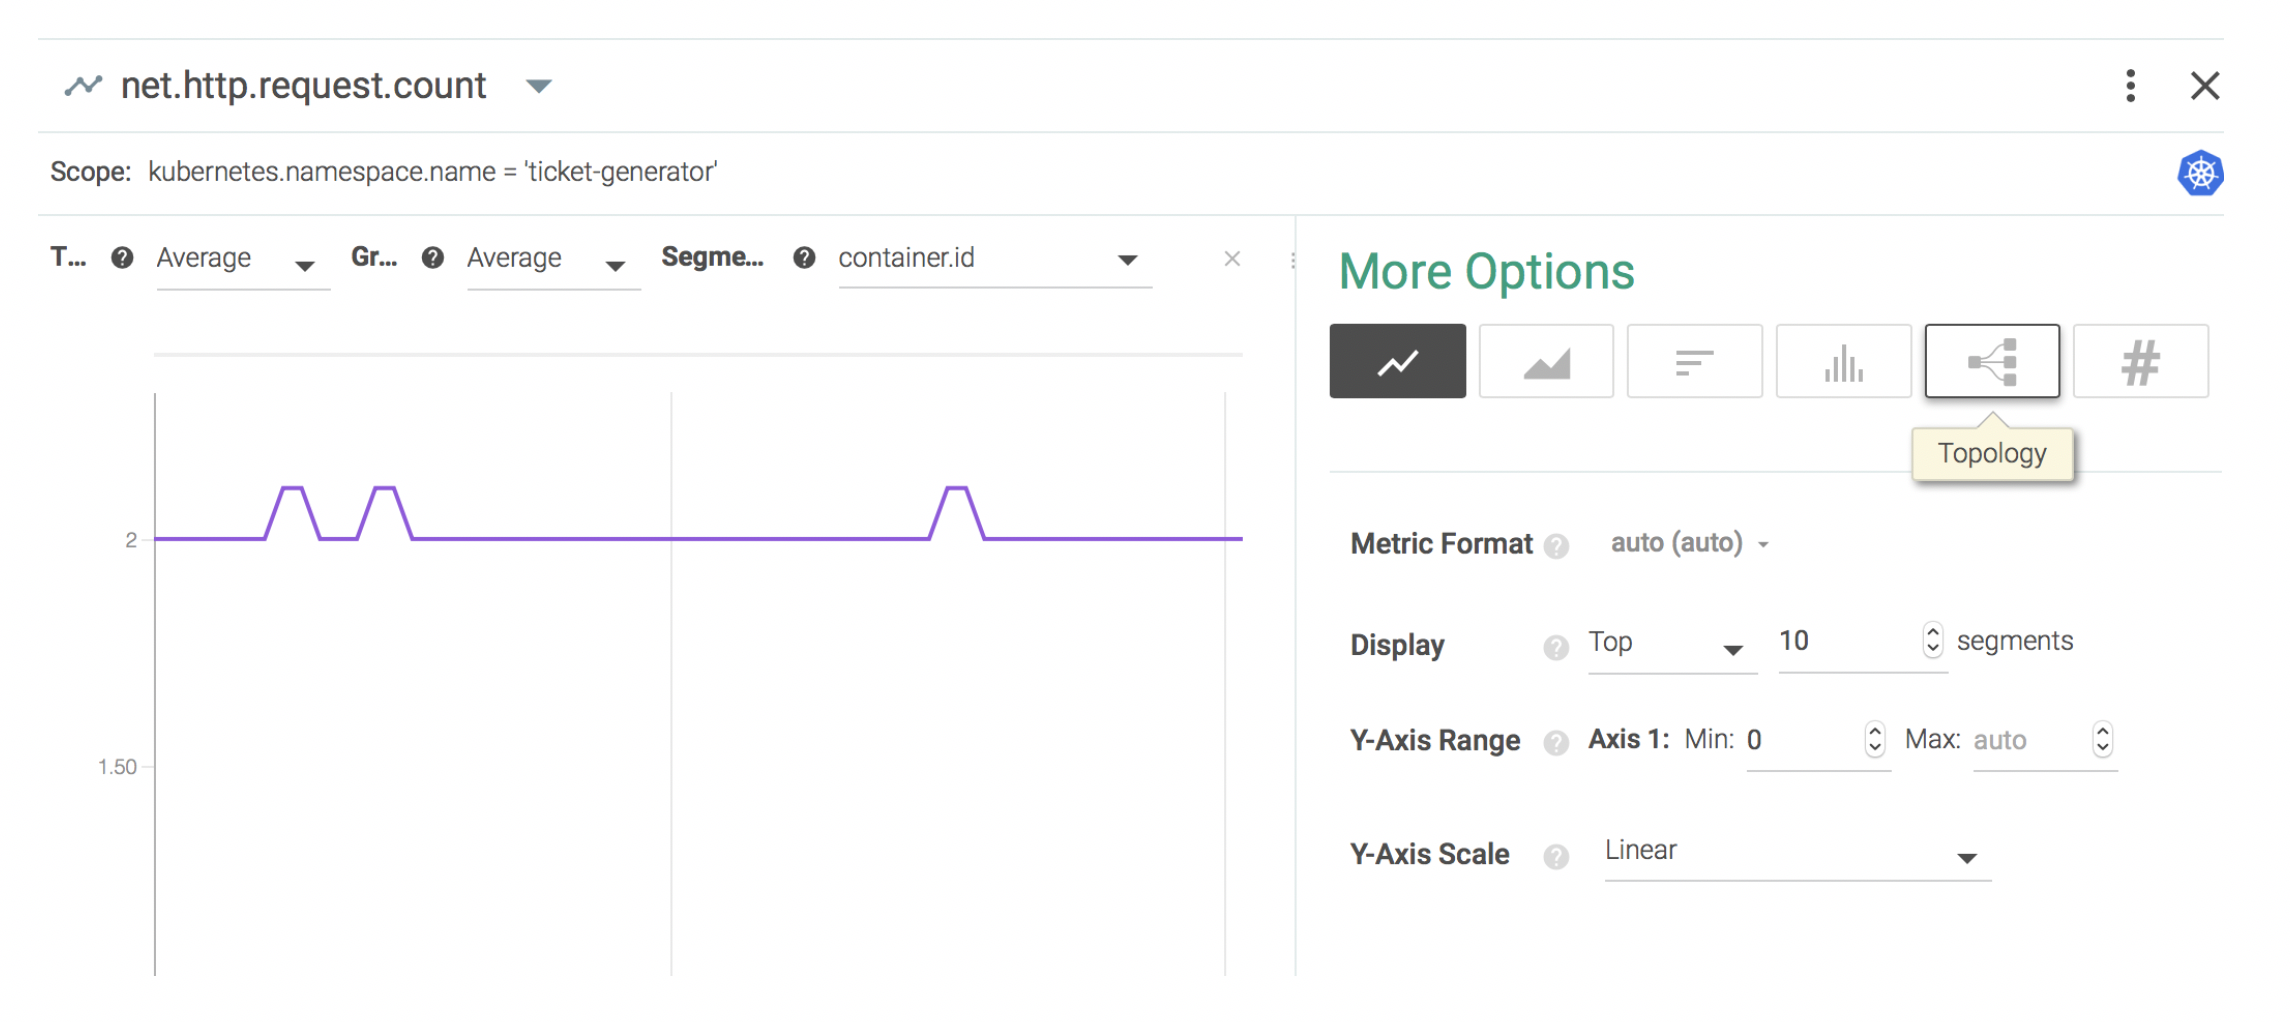 net.http.request.count
Scope: kubernetes.namespace.name = 'ticket-generator'
T... ? Average Gr... ? Average Segme... ? container.id
2
1.50
More Options
#
Topology
Metric Format ? auto (auto)
Display ? Top 10 segments
Y-Axis Range ? Axis 1: Min: 0 Max: auto
Y-Axis Scale ? Linear